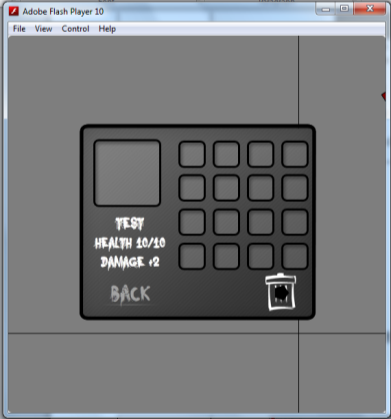 Adobe Flash Player 10
File View Control Help
TEST
HEALTH 10/10
DAMAGE +2
BACK